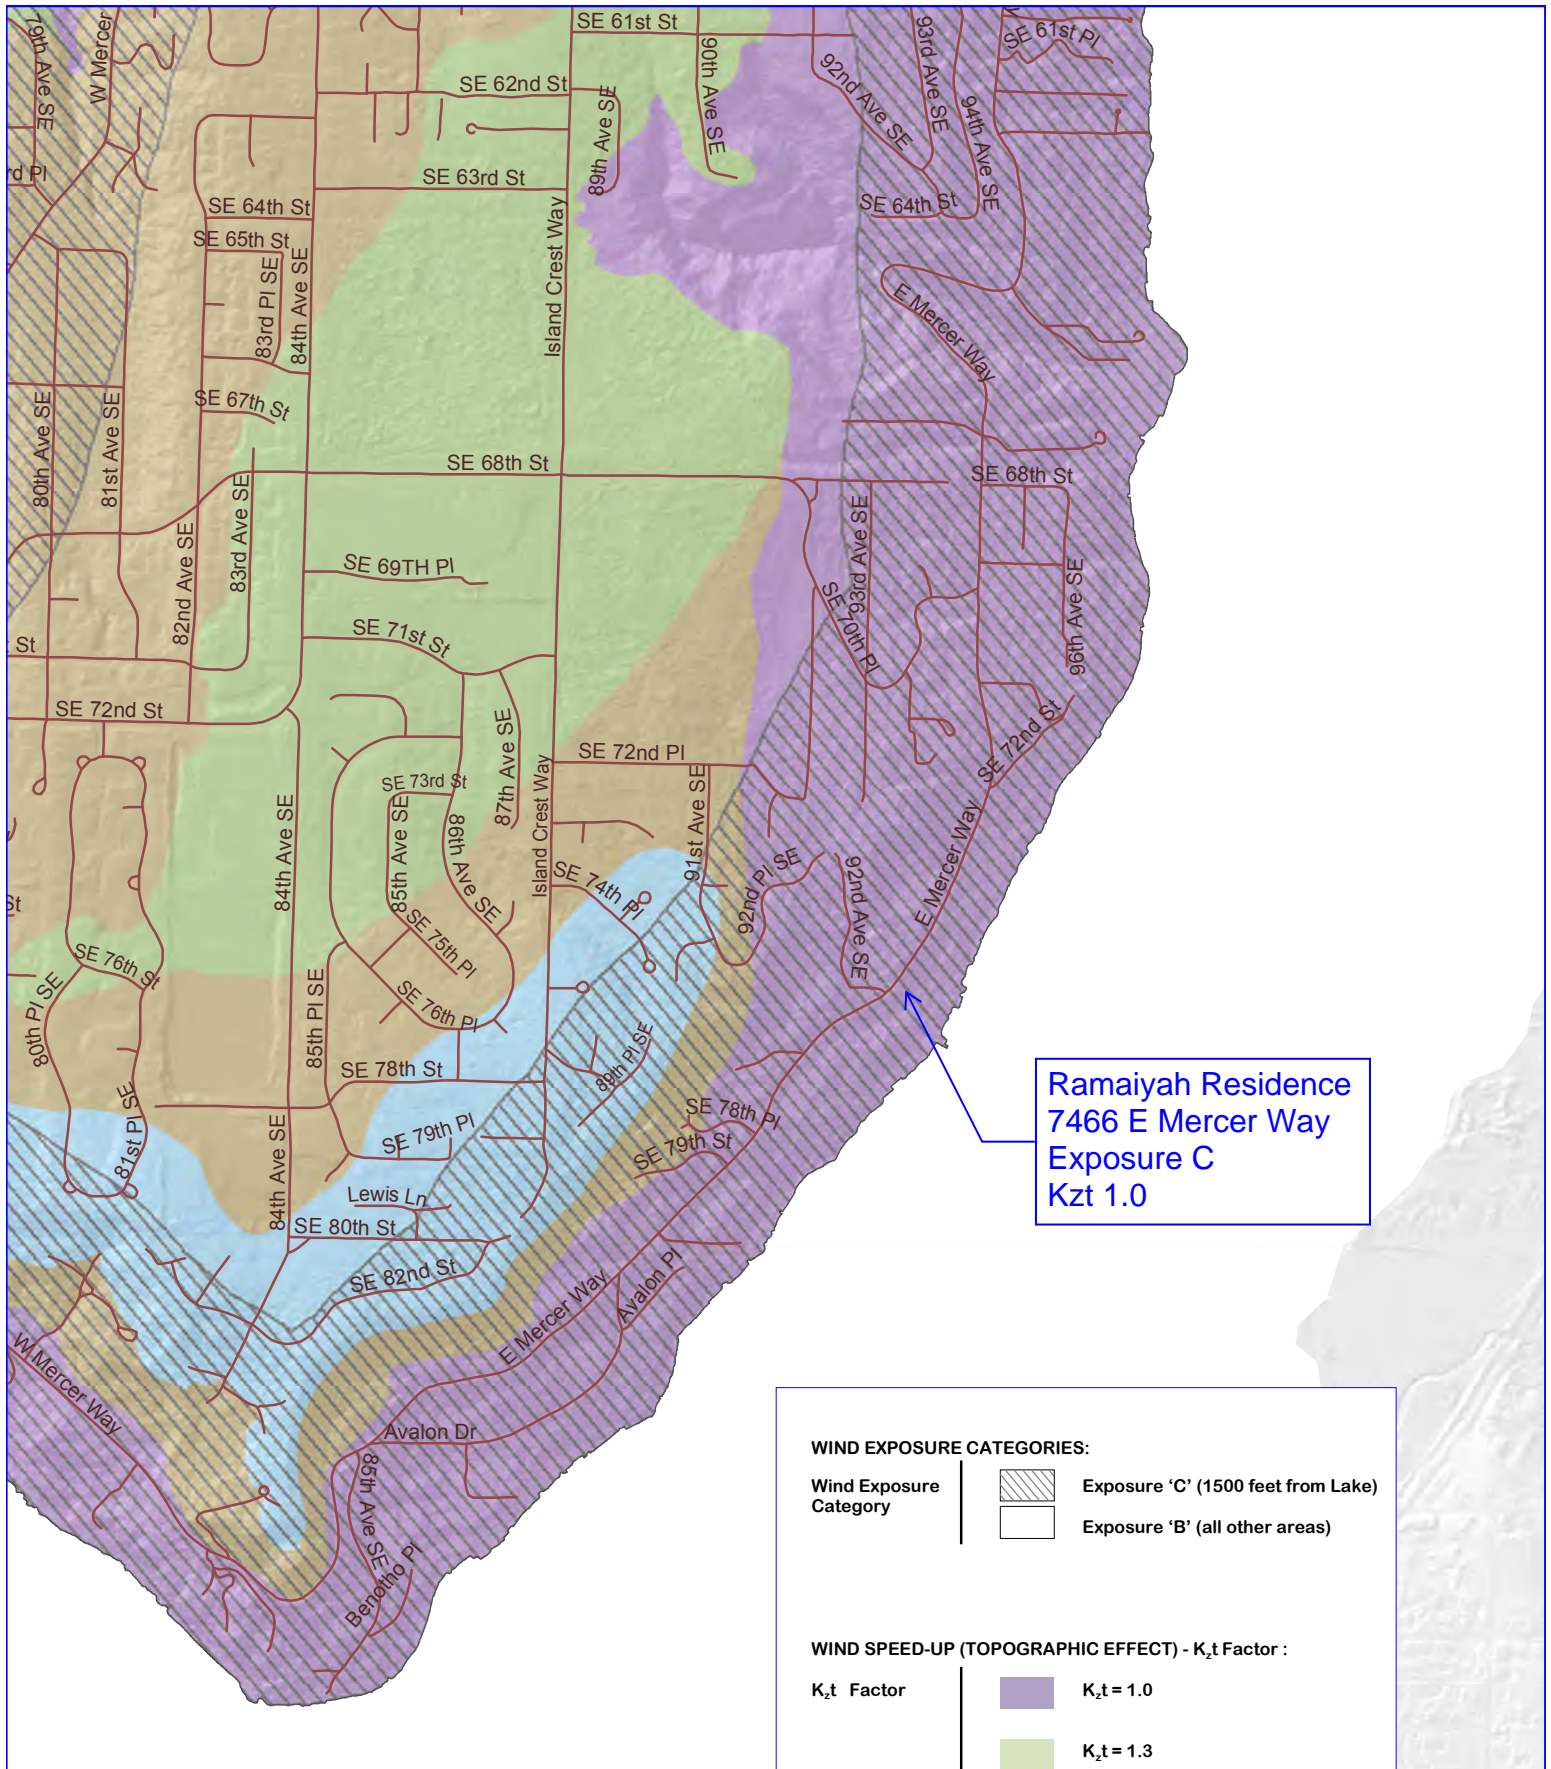 79th Ave SE
W Mercer
SE 61st St
90th Ave SE
92nd Ave SE
93rd Ave SE
94th Ave SE
SE 61st Pl
SE 62nd St
89th Ave SE
rd Pl
SE 63rd St
SE 64th St
SE 64th St
SE 65th St
83rd Pl SE
84th Ave SE
Island Crest Way
E Mercer Way
SE 67th St
80th Ave SE
81st Ave SE
SE 68th St
SE 68th St
82nd Ave SE
83rd Ave SE
SE 69TH Pl
93rd Ave SE
SE 70th Pl
96th Ave SE
St
SE 71st St
SE 72nd St
SE 72nd Pl
SE 72nd St
87th Ave SE
SE 73rd St
Island Crest Way
91st Ave SE
84th Ave SE
85th Ave SE
86th Ave SE
E Mercer Way
SE 74th Pl
92nd Pl SE
92nd Ave SE
St
SE 75th Pl
SE 76th St
80th Pl SE
85th Pl SE
SE 76th Pl
SE 78th St
89th Pl SE
81st Pl SE
SE 78th Pl
SE 79th Pl
SE 79th St
84th Ave SE
Lewis Ln
SE 80th St
SE 82nd St
Avalon Pl
E Mercer Way
W Mercer Way
Avalon Dr
85th Ave SE
Benotho Pl
Ramaiyah Residence
7466 E Mercer Way
Exposure C
Kzt 1.0
WIND EXPOSURE CATEGORIES:
Wind Exposure
Category
Exposure ‘C’ (1500 feet from Lake)
Exposure ‘B’ (all other areas)
WIND SPEED-UP (TOPOGRAPHIC EFFECT) - Kzt Factor :
Kzt Factor
Kzt = 1.0
Kzt = 1.3